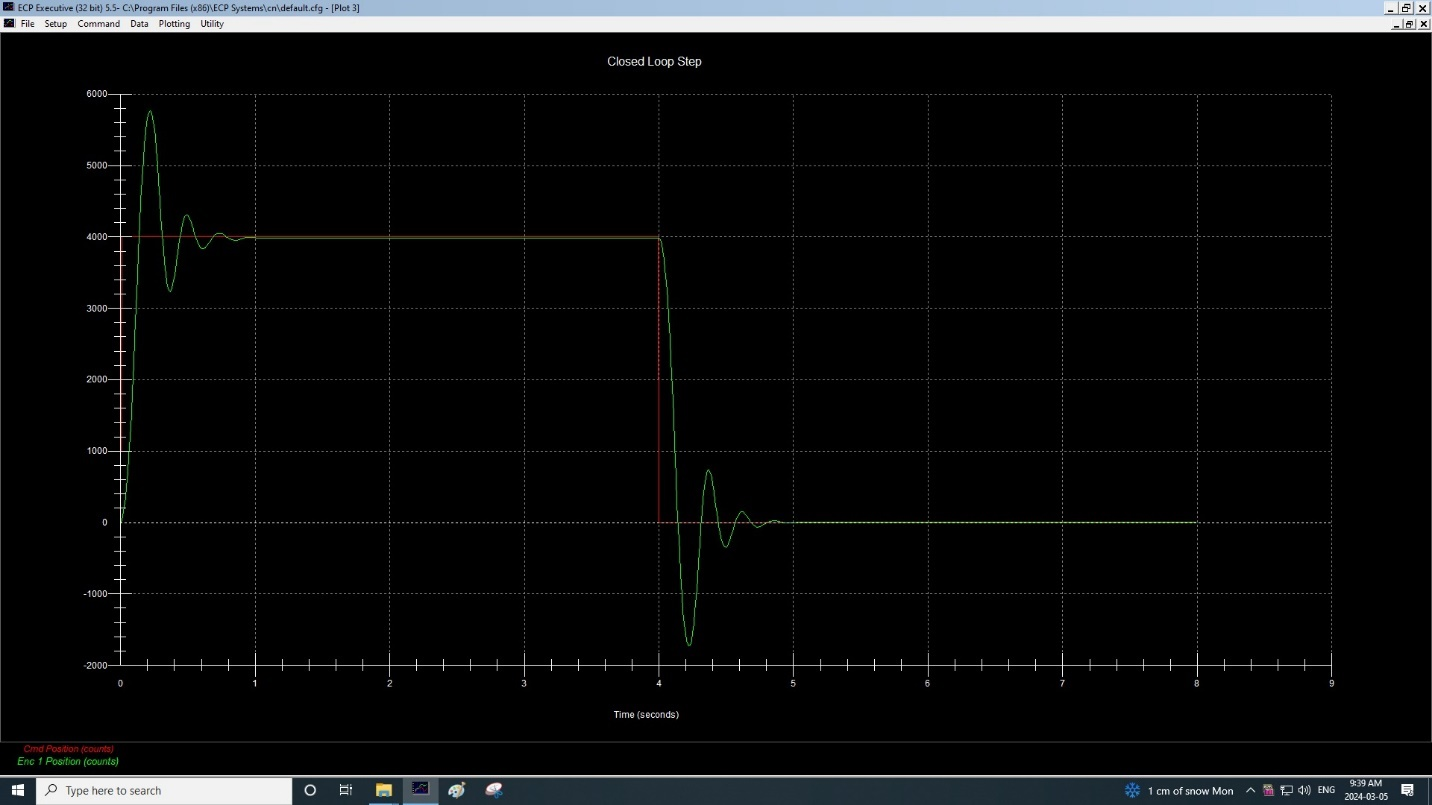 ECP Executive (32 bit) 5.5- C:\Program Files (x86)\ECP Systems\cn\default.cfg - [Plot 3]
File Setup Command Data Plotting Utility
Closed Loop Step
6000
5000
4000
3000
2000
1000
0
-1000
-2000
0 1 2 3 4 5 6 7 8 9
Time (seconds)
Cmd Position (counts)
Enc 1 Position (counts)
Type here to search
1 cm of snow Mon
ENG
9:39 AM
2024-03-05